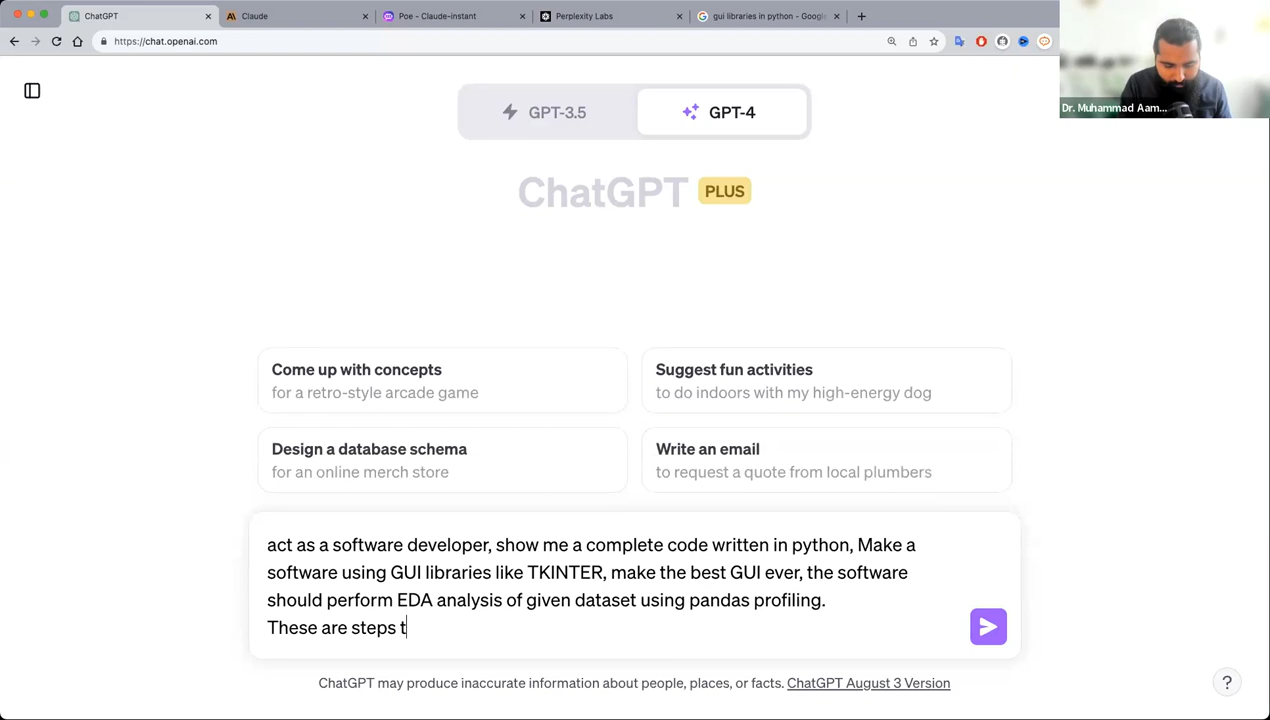 ChatGPT
Claude
Poe - Claude-instant
Perplexity Labs
gui libraries in python - Google
https://chat.openai.com
Dr. Muhammad Aam...
GPT-3.5
GPT-4
ChatGPT PLUS
Come up with concepts
for a retro-style arcade game
Suggest fun activities
to do indoors with my high-energy dog
Design a database schema
for an online merch store
Write an email
to request a quote from local plumbers
act as a software developer, show me a complete code written in python, Make a
software using GUI libraries like TKINTER, make the best GUI ever, the software
should perform EDA analysis of given dataset using pandas profiling.
These are steps t
ChatGPT may produce inaccurate information about people, places, or facts. ChatGPT August 3 Version
?